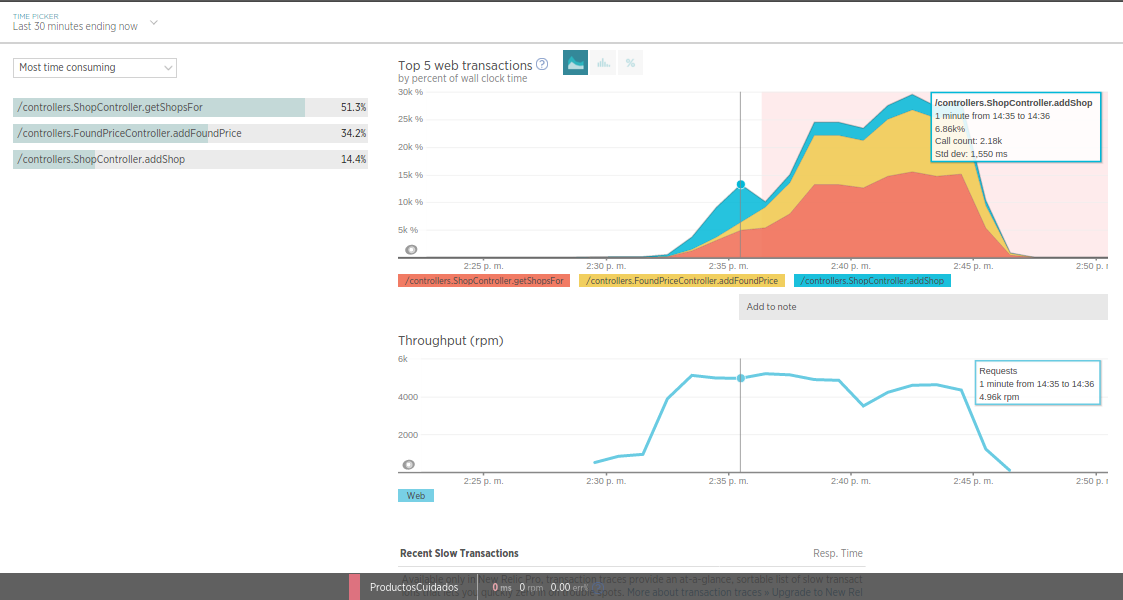 TIME PICKER
Last 30 minutes ending now
Most time consuming
/controllers.ShopController.getShopsFor 51.3%
/controllers.FoundPriceController.addFoundPrice 34.2%
/controllers.ShopController.addShop 14.4%
Top 5 web transactions ?
%
by percent of wall clock time
30k %
25k %
20k %
15k %
10k %
5k %
/controllers.ShopController.addShop
1 minute from 14:35 to 14:36
6.86k%
Call count: 2.18k
Std dev: 1,550 ms
2:25 p. m. 2:30 p. m. 2:35 p. m. 2:40 p. m. 2:45 p. m. 2:50 p. r
/controllers.ShopController.getShopsFor /controllers.FoundPriceController.addFoundPrice /controllers.ShopController.addShop
Add to note
Throughput (rpm)
6k
4000
2000
Requests
1 minute from 14:35 to 14:36
4.96k rpm
2:25 p. m. 2:30 p. m. 2:35 p. m. 2:40 p. m. 2:45 p. m. 2:50 p. r
Web
Recent Slow Transactions Resp. Time
Available only in New Relic Pro, transaction traces provide an at-a-glance, sortable list of slow transact
you quickly zero in on trouble spots. More about transaction traces » Upgrade to New Rel
ProductosCuidados 0 ms 0 rpm 0.00 err%